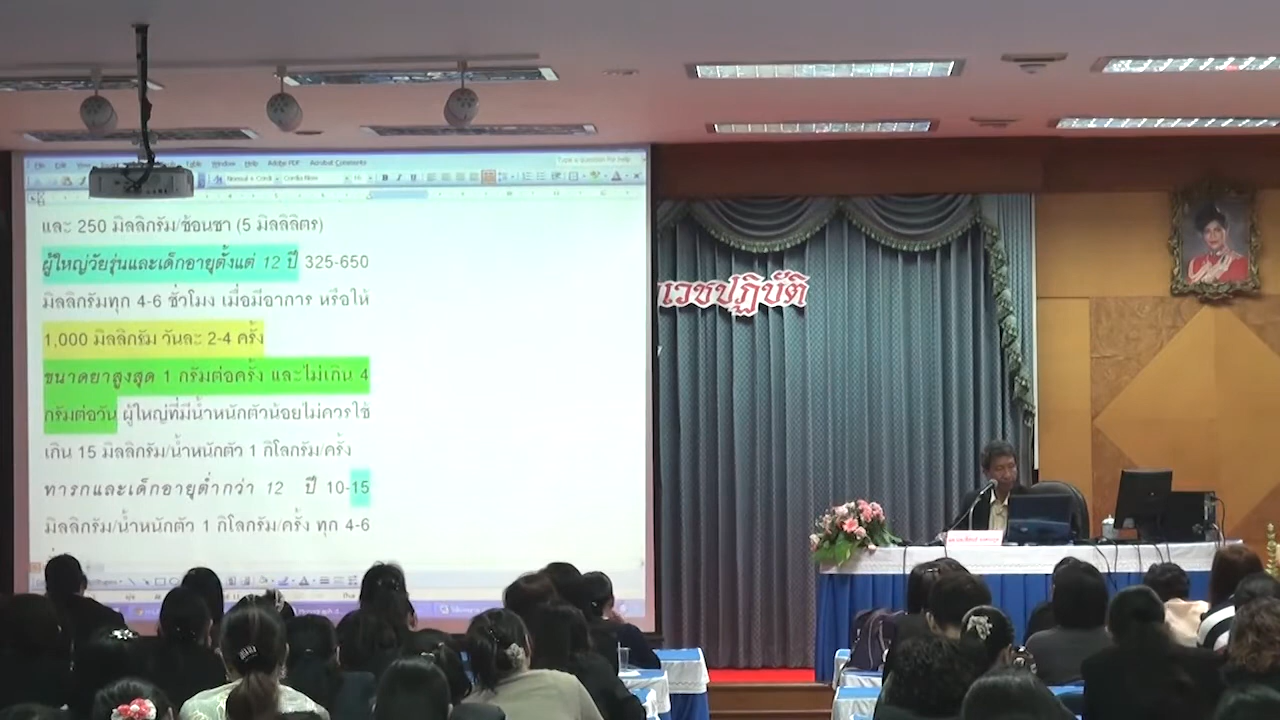 Table Window Help Adobe PDF Acrobat Comments
Type a question for help
และ 250 มิลลิกรัม/ช้อนชา (5 มิลลิลิตร)
ผู้ใหญ่วัยรุ่นและเด็กอายุตั้งแต่ 12 ปี 325-650
มิลลิกรัมทุก 4-6 ชั่วโมง เมื่อมีอาการ หรือให้
1,000 มิลลิกรัม วันละ 2-4 ครั้ง
ขนาดยาสูงสุด 1 กรัมต่อครั้ง และไม่เกิน 4
กรัมต่อวัน ผู้ใหญ่ที่มีน้ำหนักตัวน้อยไม่ควรใช้
เกิน 15 มิลลิกรัม/น้ำหนักตัว 1 กิโลกรัม/ครั้ง
ทารกและเด็กอายุต่ำกว่า 12 ปี 10-15
มิลลิกรัม/น้ำหนักตัว 1 กิโลกรัม/ครั้ง ทุก 4-6
เวชปฏิบัติ